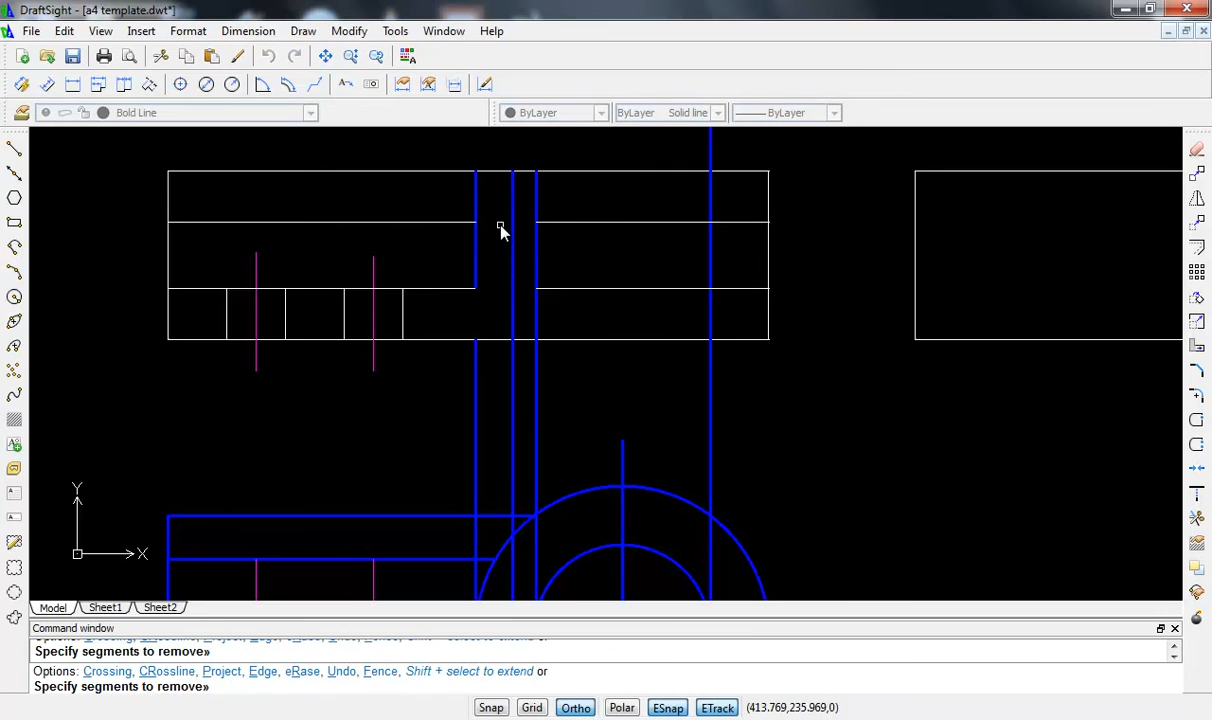 DraftSight - [a4 template.dwt*]
File Edit View Insert Format Dimension Draw Modify Tools Window Help
Bold Line ByLayer ByLayer Solid line ByLayer
Y
X
Model Sheet1 Sheet2
Command window
Specify segments to remove»
Options: Crossing, CRossline, Project, Edge, eRase, Undo, Fence, Shift + select to extend or
Specify segments to remove»
Snap Grid Ortho Polar ESnap ETrack (413.769,235.969,0)